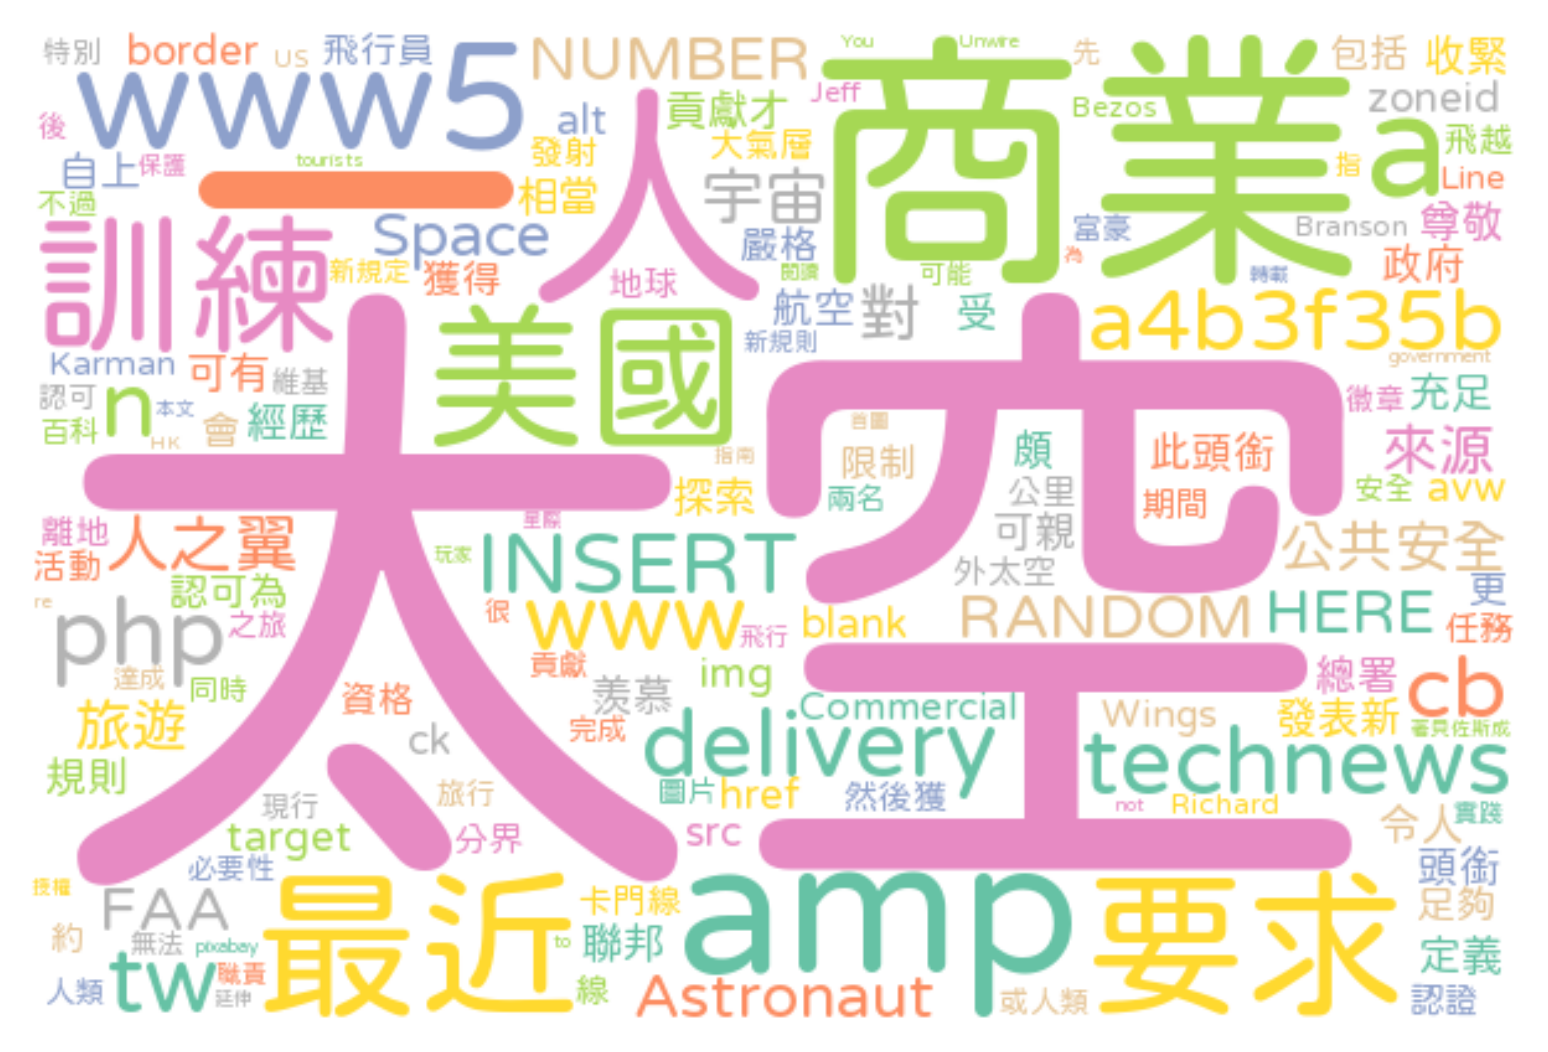 特別 border US 飛行員 NUMBER You Unwire 先 包括 收緊
www5 alt 貢獻才 Jeff 商業 Bezos zoneid
後 自上 保護 tourists 發射 人 大氣層 指 a 飛越
不過 一 相當 宇宙 Line
訓練 Space 嚴格 富豪 Branson 尊敬
新規定 獲得 地球 閱讀 可能 為 轉載 政府
美國 航空 對 受 a4b3f35b
Karman 可有 維基 新規則 government
認可 n 本文 經歷 徽章 充足
百科 HK 會 首圖 頗 此頭銜 來源
太空 指南 限制
探索 兩名 公里 期間 安全 avw
離地 人之翼 星際 可親 公共安全
活動 玩家 INSERT 外太空
認可為 更
re php 之旅 很 www 飛行 blank RANDOM HERE 任務
達成 同時 貢獻 img 總署 cb
旅遊 資格 羨慕 Commercial Wings 發表新
ck 完成 delivery technews 著貝佐斯成
規則 現行 旅行 圖片 href 然後獲 not Richard 實踐
target 分界 src 令人
必要性 頭銜
授權 FAA 最近 卡門線 amp 要求 足夠
約 無法 pixabay to 聯邦 定義
人類 tw 職責 延伸 線 Astronaut 或人類 認證